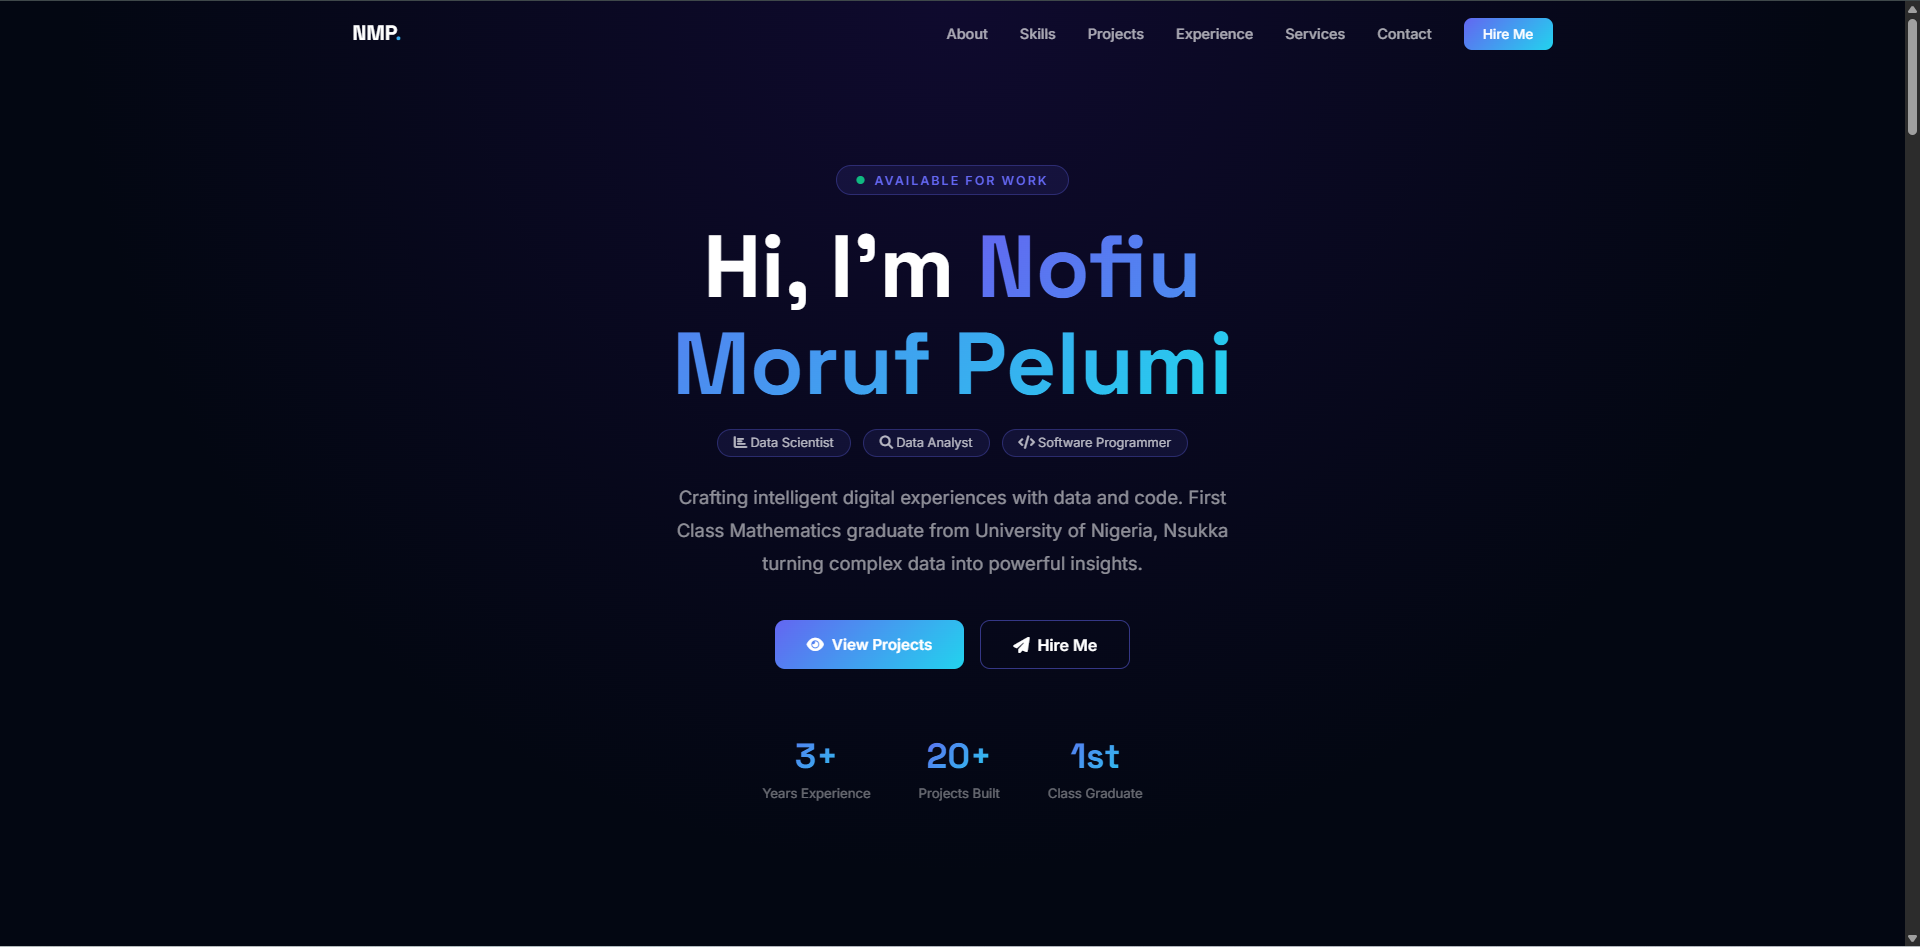 NMP.
About Skills Projects Experience Services Contact Hire Me
AVAILABLE FOR WORK
Hi, I’m Nofiu
Moruf Pelumi
Data Scientist Data Analyst Software Programmer
Crafting intelligent digital experiences with data and code. First
Class Mathematics graduate from University of Nigeria, Nsukka
turning complex data into powerful insights.
View Projects Hire Me
3+ 20+ 1st
Years Experience Projects Built Class Graduate